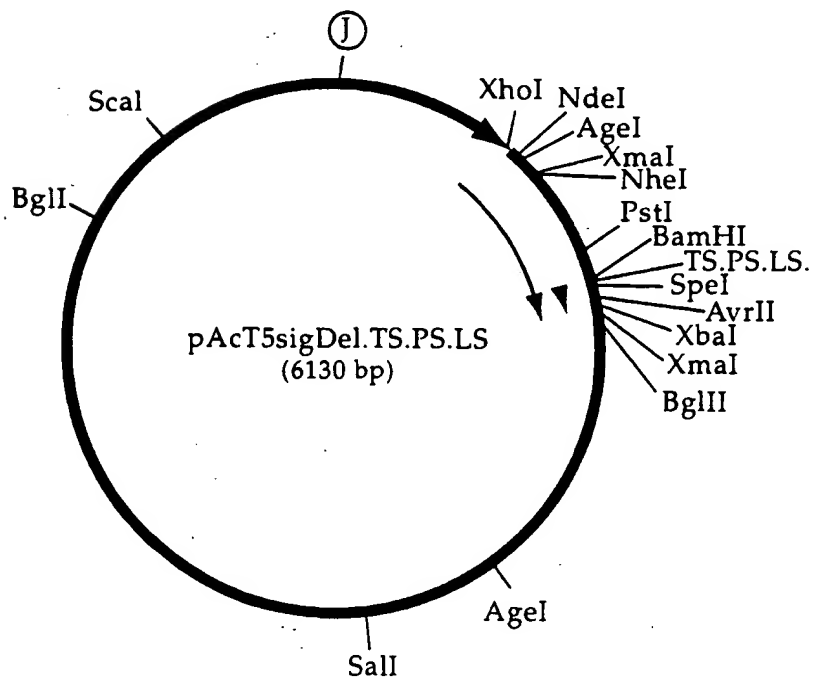 J
XhoI
NdeI
AgeI
XmaI
NheI
PstI
BamHI
TS.PS.LS.
SpeI
AvrII
XbaI
XmaI
BglII
AgeI
SalI
BglI
ScaI
pAcT5sigDel.TS.PS.LS
(6130 bp)